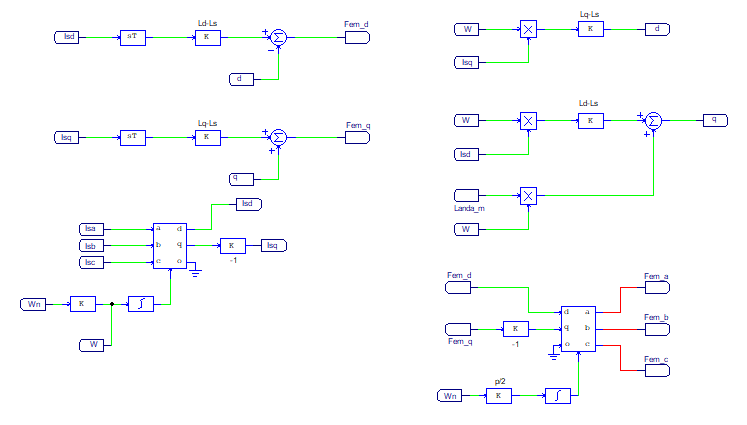 Ld-Ls
Fem_d
Isd
sT
K
+
Σ
-
d
Lq-Ls
Fem_q
Isq
sT
K
+
Σ
+
q
Isd
Isa
a
d
Isb
b
q
K
Isq
Isc
c
o
-1
Wn
K
∫
W
Lq-Ls
W
X
K
d
Isq
Ld-Ls
W
X
K
+
Σ
q
+
Isd
X
Landa_m
W
Fem_d
Fem_a
d
a
Fem_b
K
q
b
Fem_q
-1
o
c
Fem_c
p/2
Wn
K
∫